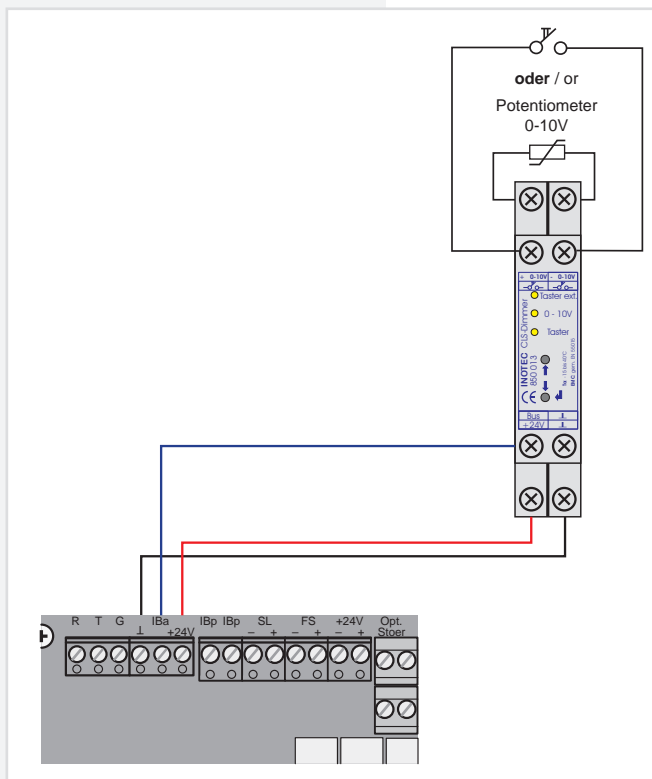 oder / or
Potentiometer
0-10V
+ 0-10V - 0-10V
Taster ext.
0 - 10V
Taster
CLS-Dimmer
INOTEC
850 013
CE
Bus ⊥
+24V ⊥
R T G ⊥ IBa +24V IBp IBp SL FS +24V Opt.
Stoer
− + − + − +